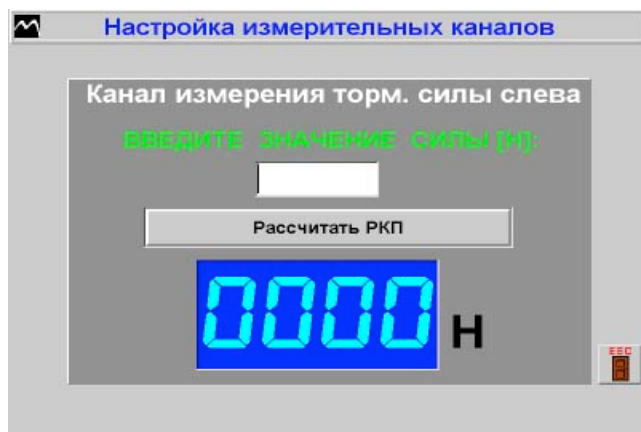 Настройка измерительных каналов
Канал измерения торм. силы слева
ВВЕДИТЕ ЗНАЧЕНИЕ СИЛЫ [Н]:
Рассчитать РКП
0000 Н
ESC